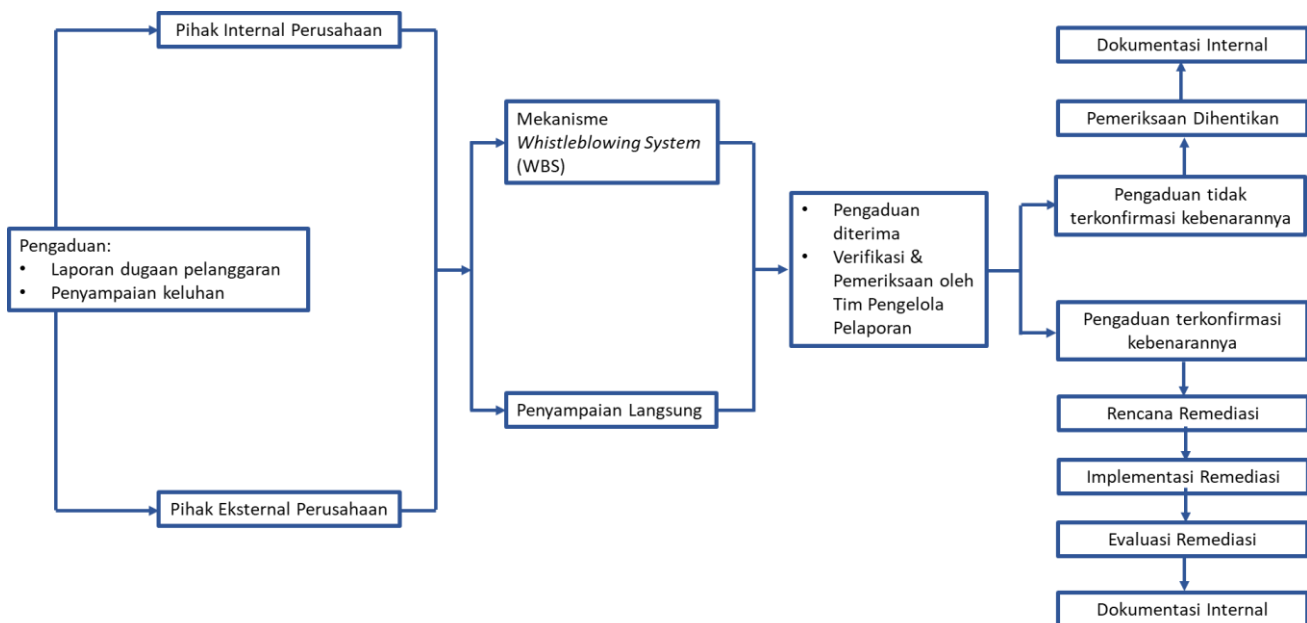 Pengaduan:
• Laporan dugaan pelanggaran
• Penyampaian keluhan
Pihak Internal Perusahaan
Pihak Eksternal Perusahaan
Mekanisme
Whistleblowing System
(WBS)
Penyampaian Langsung
• Pengaduan
diterima
• Verifikasi &
Pemeriksaan oleh
Tim Pengelola
Pelaporan
Dokumentasi Internal
Pemeriksaan Dihentikan
Pengaduan tidak
terkonfirmasi kebenarannya
Pengaduan terkonfirmasi
kebenarannya
Rencana Remediasi
Implementasi Remediasi
Evaluasi Remediasi
Dokumentasi Internal